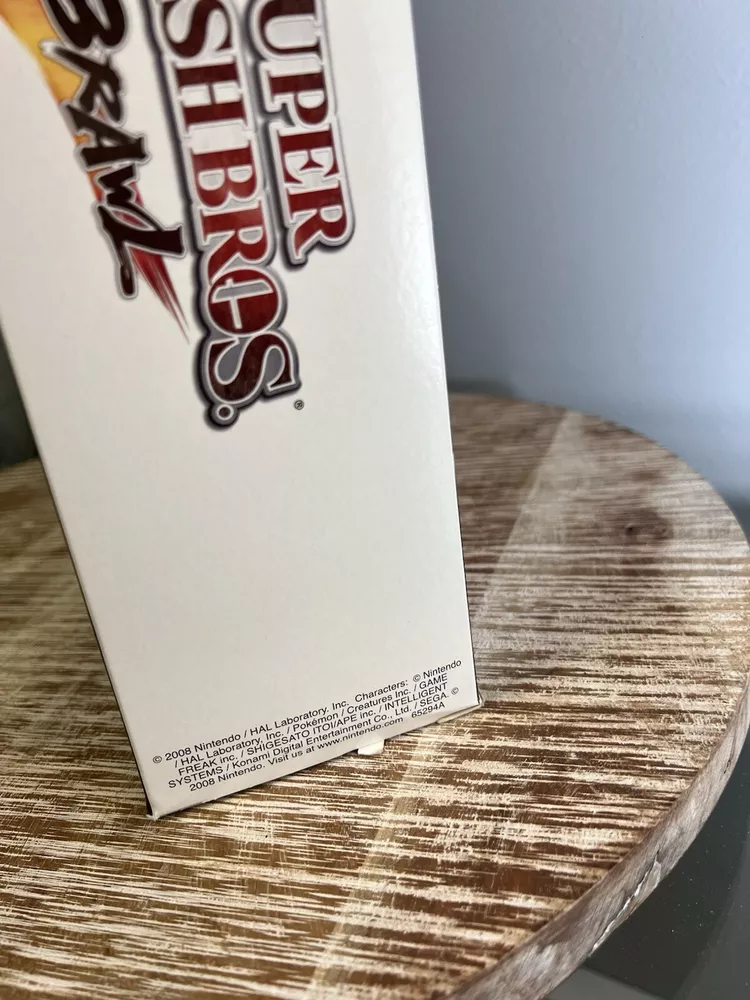 UPER
SH BROS.
®
BRAWL
© 2008 Nintendo / HAL Laboratory, Inc. Characters: © Nintendo
/ HAL Laboratory, Inc. / Pokémon / Creatures Inc. / GAME
FREAK inc. / SHIGESATO ITOI/APE inc. / INTELLIGENT
SYSTEMS / Konami Digital Entertainment Co., Ltd. / SEGA. ©
2008 Nintendo. Visit us at www.nintendo.com 65294A